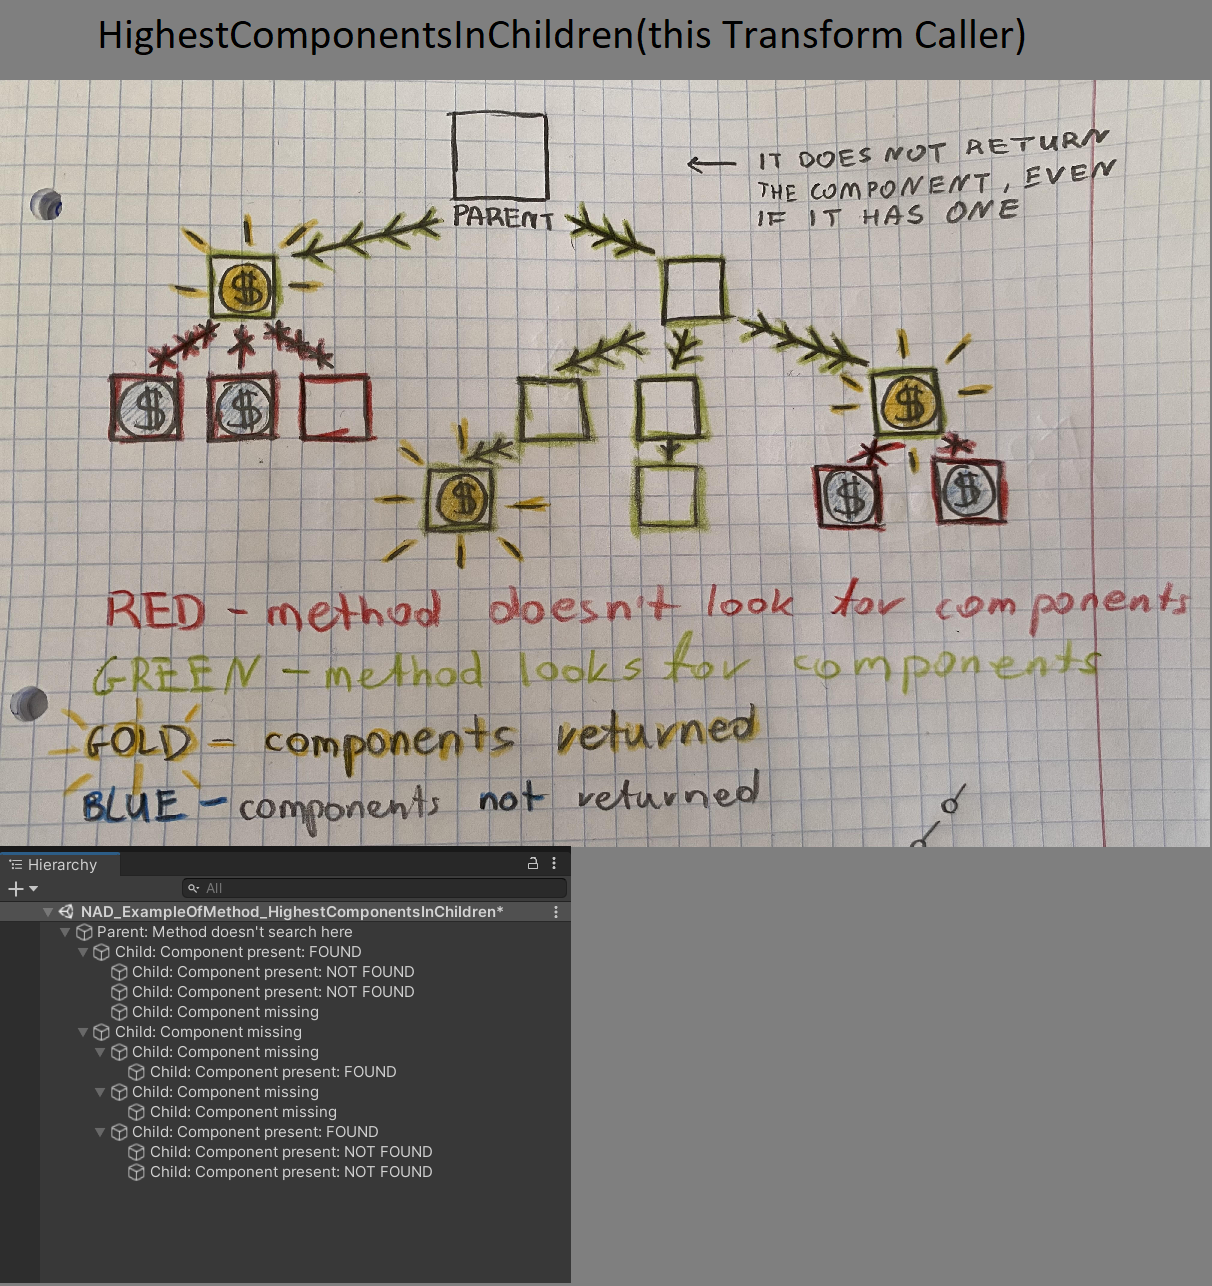 HighestComponentsInChildren(this Transform Caller)
PARENT
← IT DOES NOT RETURN
THE COMPONENT, EVEN
IF IT HAS ONE
$
$
$
$
$
$
$
RED - method doesn't look for components
GREEN - method looks for components
GOLD - components returned
BLUE - components not returned
Hierarchy
All
NAD_ExampleOfMethod_HighestComponentsInChildren*
Parent: Method doesn't search here
Child: Component present: FOUND
Child: Component present: NOT FOUND
Child: Component present: NOT FOUND
Child: Component missing
Child: Component missing
Child: Component missing
Child: Component present: FOUND
Child: Component missing
Child: Component missing
Child: Component present: FOUND
Child: Component present: NOT FOUND
Child: Component present: NOT FOUND